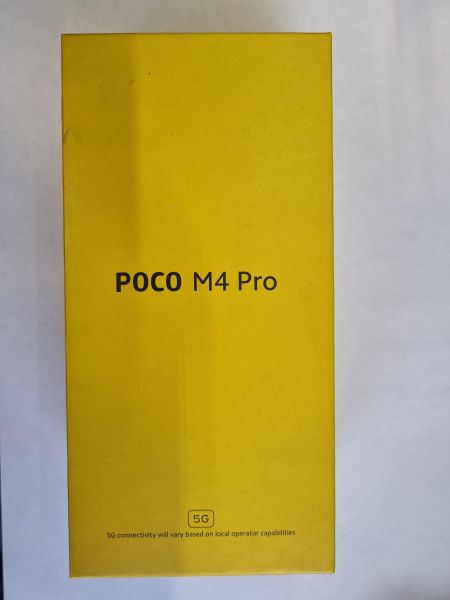 POCO M4 Pro
5G
5G connectivity will vary based on local operator capabilities